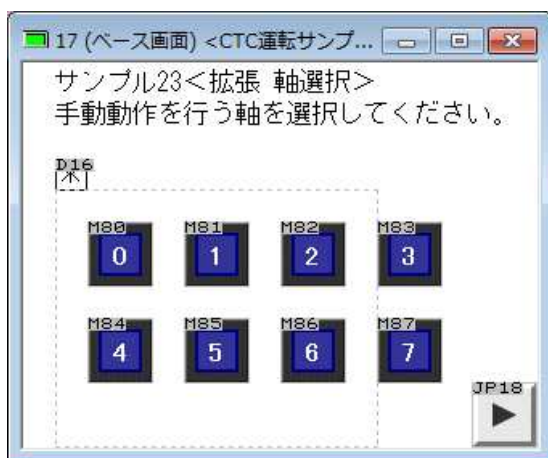 17 (ベース画面) <CTC運転サンプ...
サンプル23<拡張 軸選択>
手動動作を行う軸を選択してください。
D16
M80 M81 M82 M83
0 1 2 3
M84 M85 M86 M87
4 5 6 7
JP18